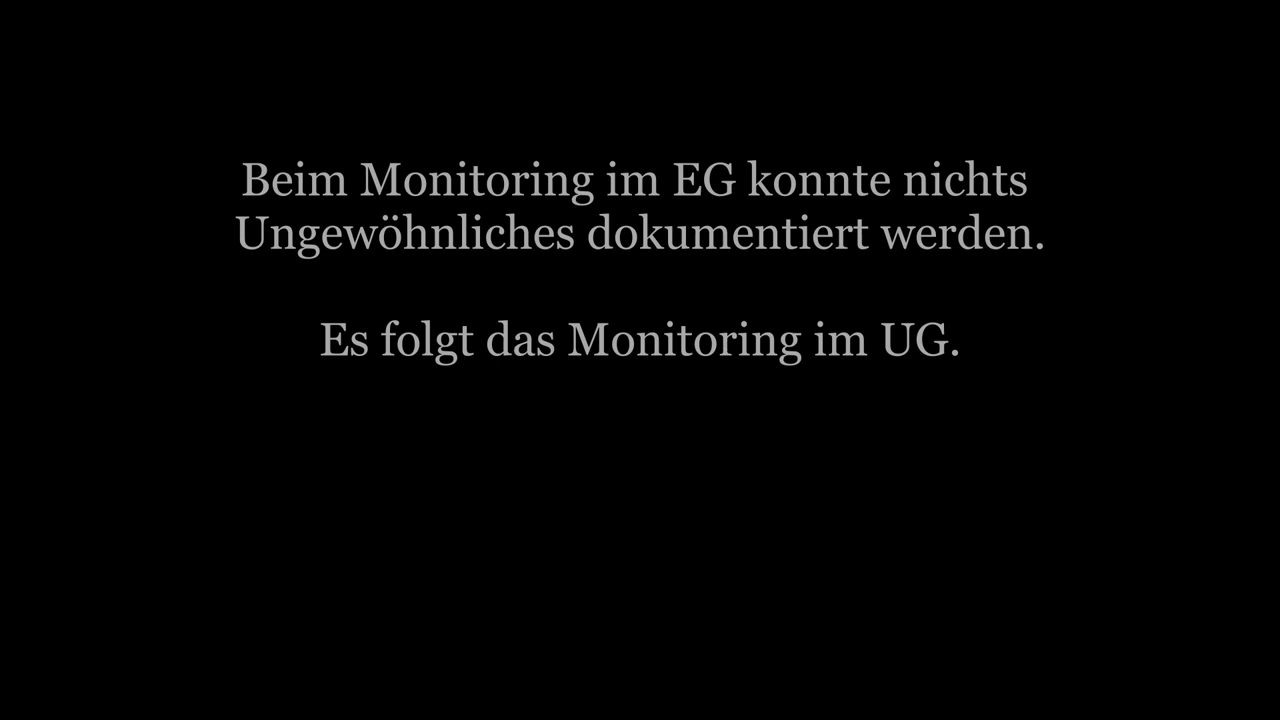 Beim Monitoring im EG konnte nichts
Ungewöhnliches dokumentiert werden.
Es folgt das Monitoring im UG.